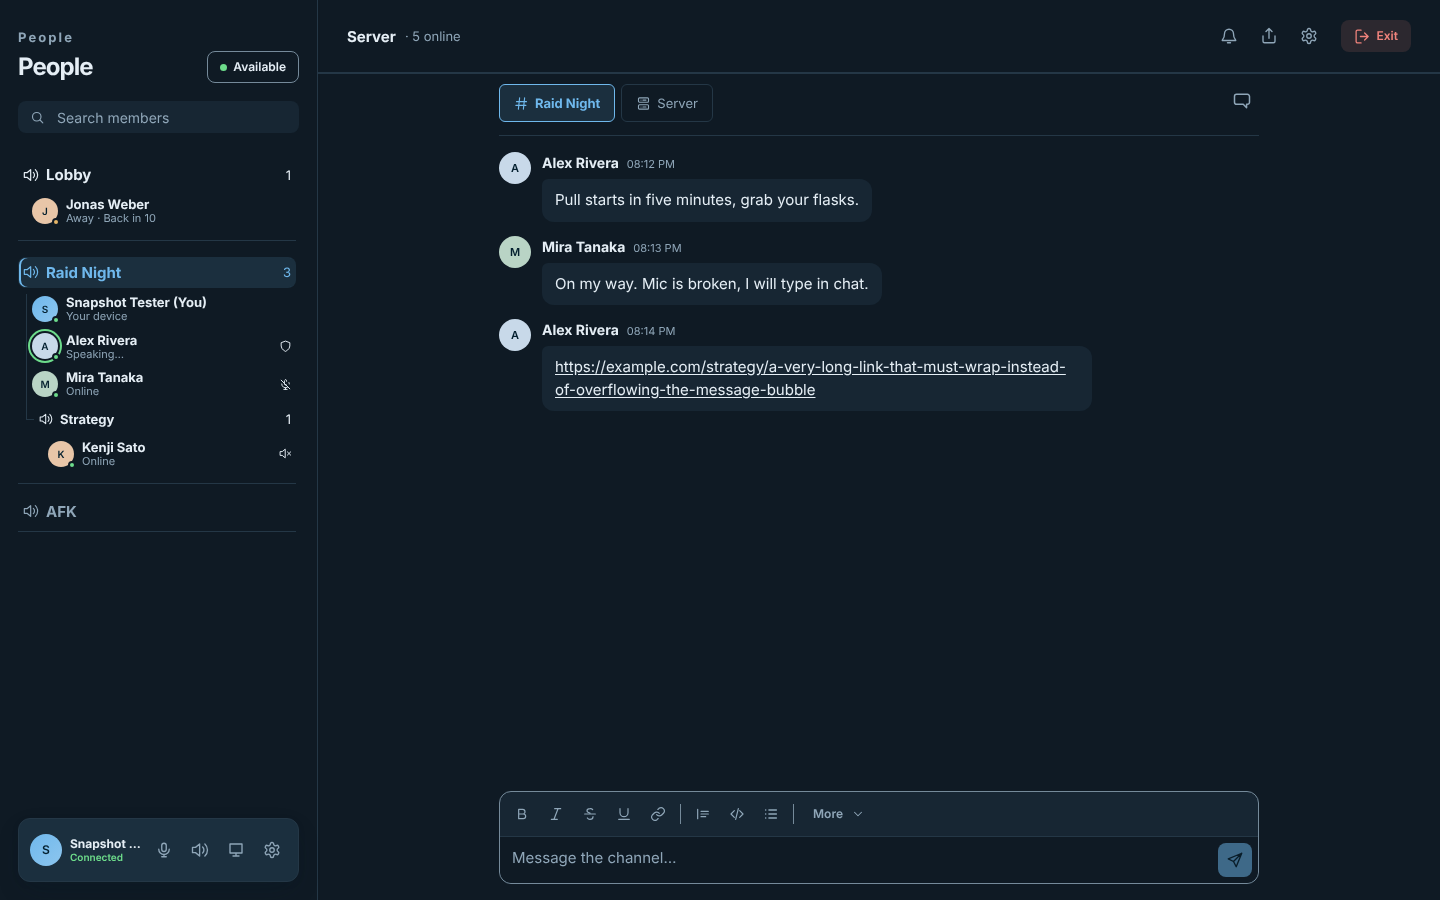 People
People
Available
Search members
Lobby 1
J
Jonas Weber
Away · Back in 10
Raid Night 3
S
Snapshot Tester (You)
Your device
A
Alex Rivera
Speaking...
M
Mira Tanaka
Online
Strategy 1
K
Kenji Sato
Online
AFK
S
Snapshot ...
Connected
Server · 5 online
Exit
Raid Night
Server
A
Alex Rivera 08:12 PM
Pull starts in five minutes, grab your flasks.
M
Mira Tanaka 08:13 PM
On my way. Mic is broken, I will type in chat.
A
Alex Rivera 08:14 PM
https://example.com/strategy/a-very-long-link-that-must-wrap-instead-
of-overflowing-the-message-bubble
B I S U More
Message the channel...